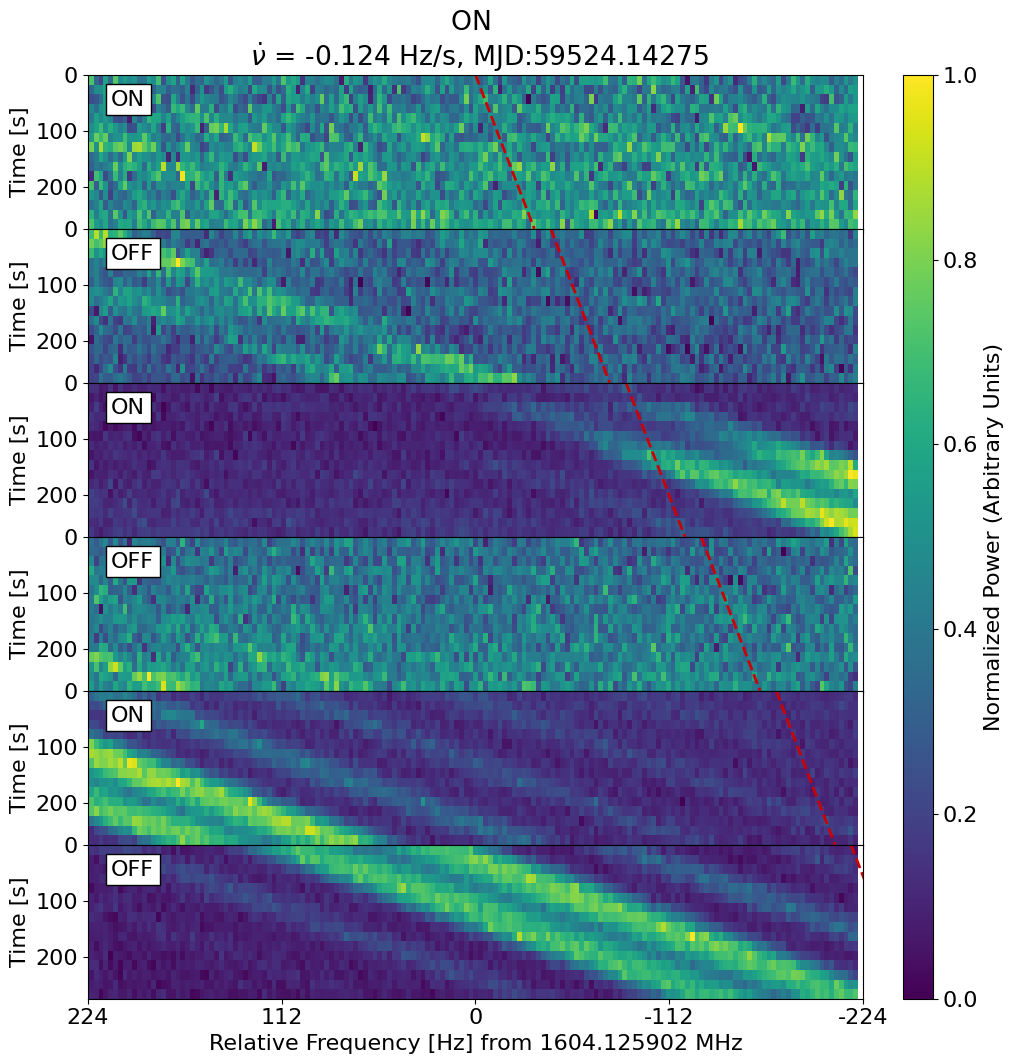 ON
ν̇ = -0.124 Hz/s, MJD:59524.14275
ON
0
100
200
Time [s]
OFF
0
100
200
Time [s]
ON
0
100
200
Time [s]
OFF
0
100
200
Time [s]
ON
0
100
200
Time [s]
OFF
0
100
200
Time [s]
224 112 0 -112 -224
Relative Frequency [Hz] from 1604.125902 MHz
1.0
0.8
0.6
0.4
0.2
0.0
Normalized Power (Arbitrary Units)